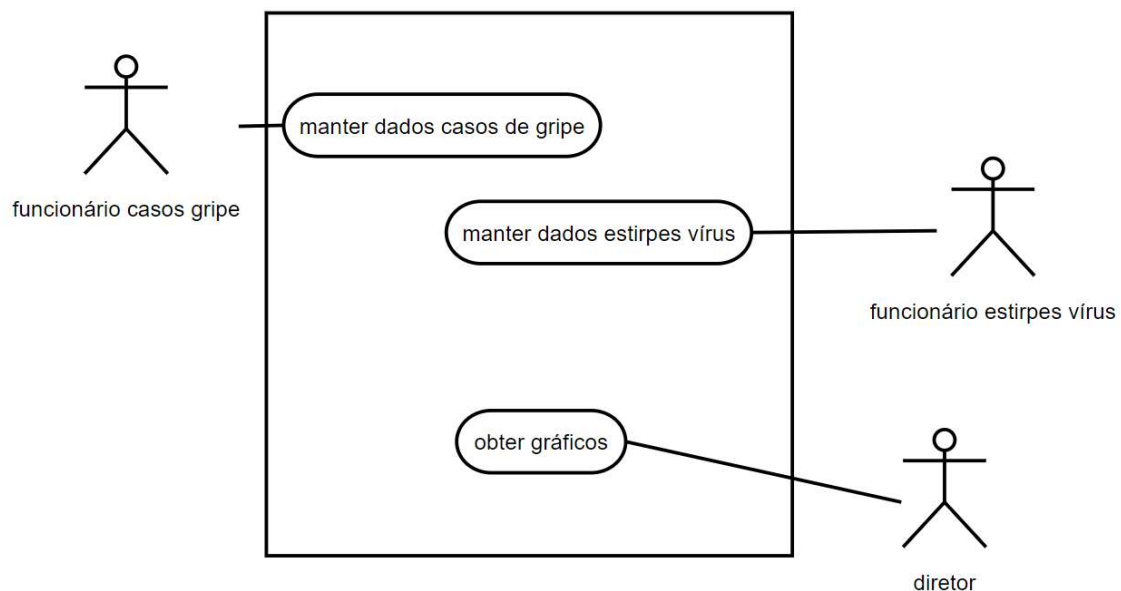 manter dados casos de gripe
funcionário casos gripe
manter dados estirpes vírus
funcionário estirpes vírus
obter gráficos
diretor